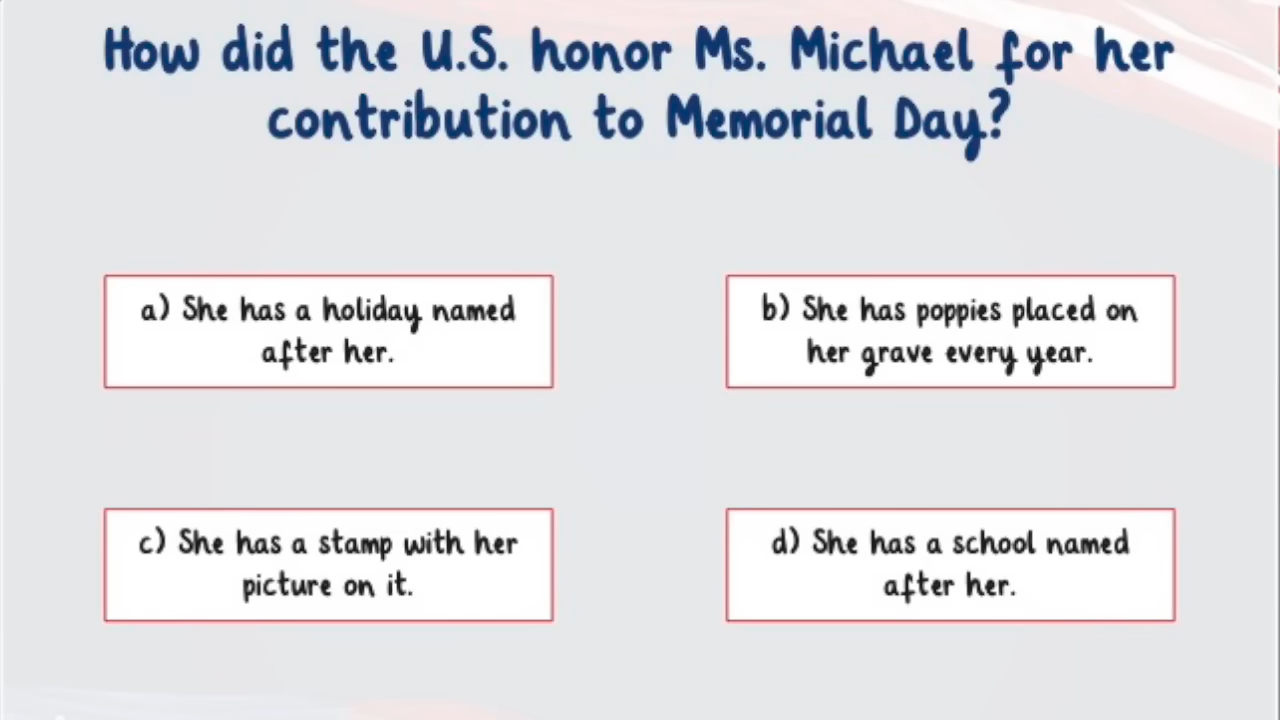 How did the U.S. honor Ms. Michael for her
contribution to Memorial Day?
a) She has a holiday named
after her.
b) She has poppies placed on
her grave every year.
c) She has a stamp with her
picture on it.
d) She has a school named
after her.